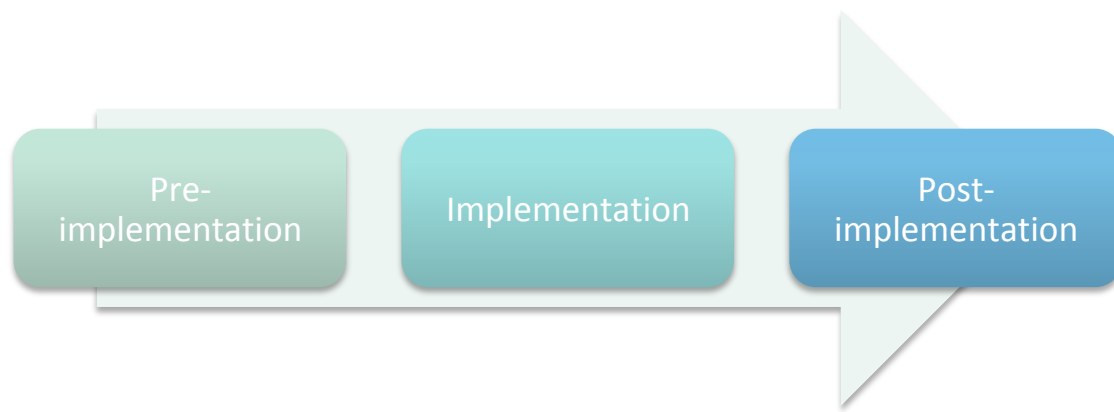 Pre-
implementation
Implementation
Post-
implementation